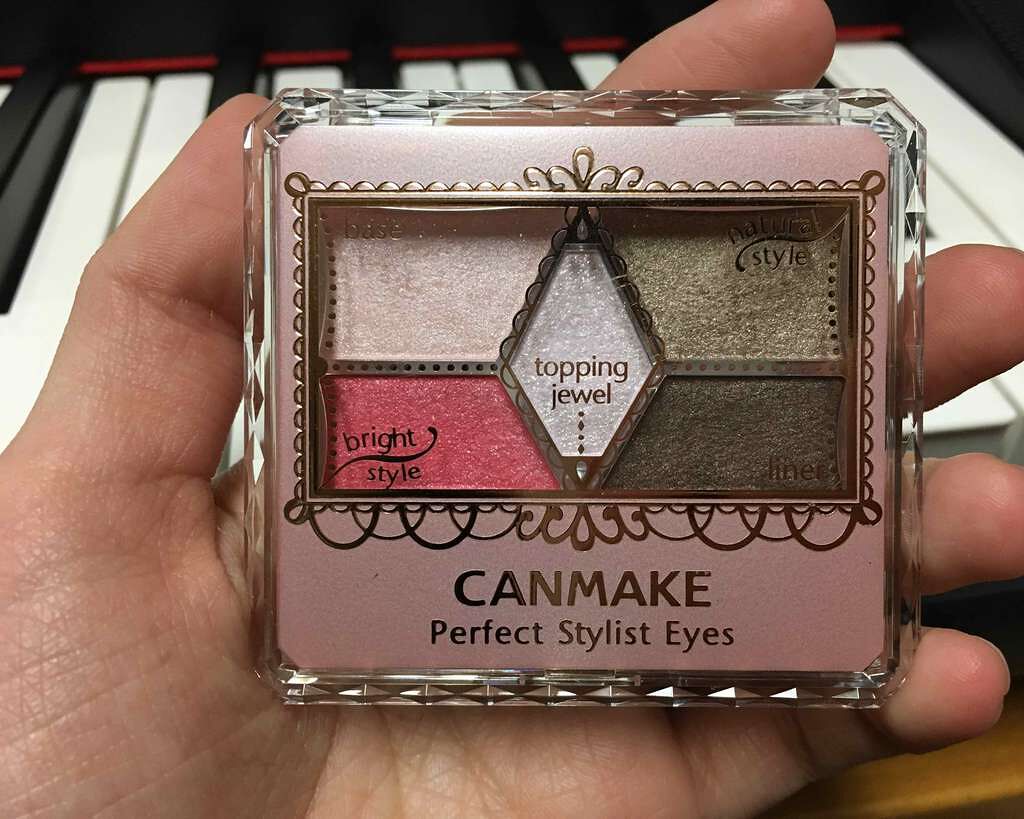 base
natural
style
topping
jewel
bright
style
liner
CANMAKE
Perfect Stylist Eyes